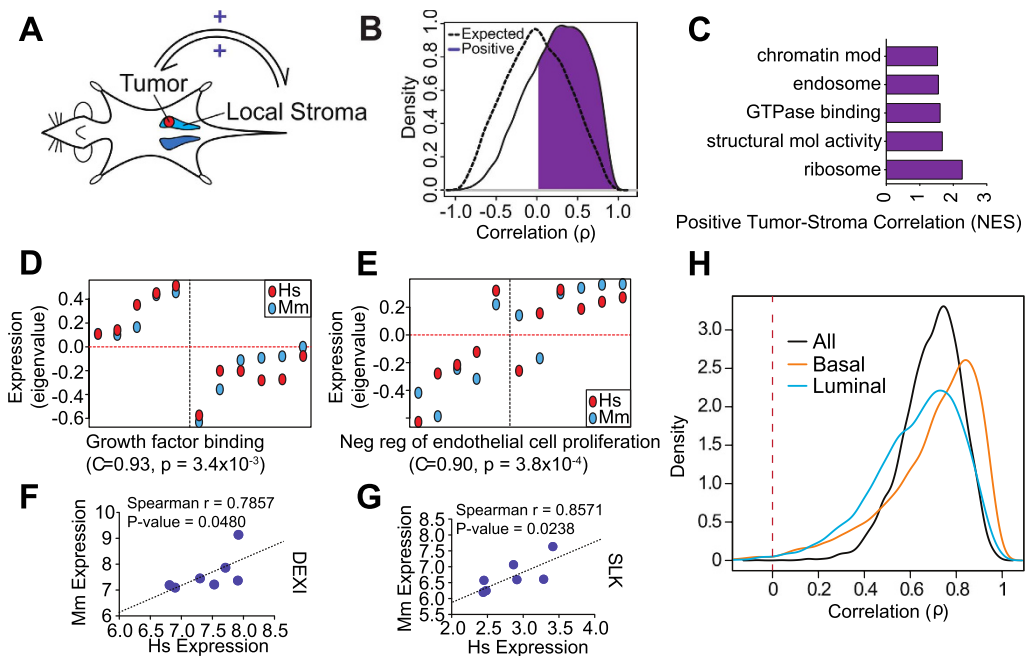 A
+
+
Tumor
Local Stroma
B
Expected
Positive
Density
0.0 0.2 0.4 0.6 0.8 1.0
-1.0 -0.5 0.0 0.5 1.0
Correlation (ρ)
C
chromatin mod
endosome
GTPase binding
structural mol activity
ribosome
0 1 2 3
Positive Tumor-Stroma Correlation (NES)
D
Hs
Mm
Expression
(eigenvalue)
0.4
0.2
0.0
-0.2
-0.4
-0.6
Growth factor binding
(C=0.93, p = 3.4x10-3)
E
Hs
Mm
Expression
(eigenvalue)
0.2
0.0
-0.4
Neg reg of endothelial cell proliferation
(C=0.90, p = 3.8x10-4)
F
Spearman r = 0.7857
P-value = 0.0480
Mm Expression
10
9
8
7
6
6.0 6.5 7.0 7.5 8.0 8.5
Hs Expression
DEXI
G
Spearman r = 0.8571
P-value = 0.0238
Mm Expression
8.5
8.0
7.5
7.0
6.5
6.0
5.5
2.0 2.5 3.0 3.5 4.0
Hs Expression
SLK
H
All
Basal
Luminal
Density
3.0
2.5
2.0
1.5
1.0
0.5
0
0 0.2 0.4 0.6 0.8 1
Correlation (ρ)